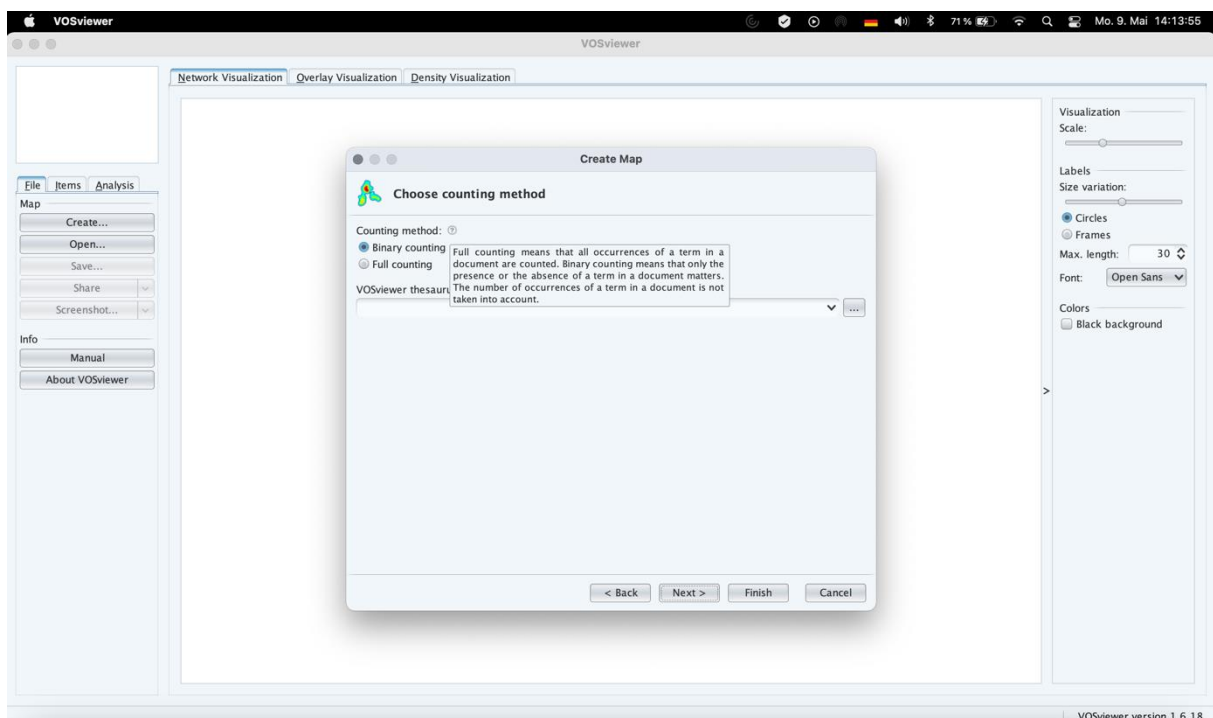 VOSviewer
71 %
Mo. 9. Mai 14:13:55
VOSviewer
Network Visualization
Overlay Visualization
Density Visualization
File
Items
Analysis
Map
Create...
Open...
Save...
Share
Screenshot...
Info
Manual
About VOSviewer
Create Map
Choose counting method
Counting method:
Binary counting
Full counting
VOSviewer thesauru
Full counting means that all occurrences of a term in a
document are counted. Binary counting means that only the
presence or the absence of a term in a document matters.
The number of occurrences of a term in a document is not
taken into account.
...
< Back
Next >
Finish
Cancel
Visualization
Scale:
Labels
Size variation:
Circles
Frames
Max. length: 30
Font: Open Sans
Colors
Black background
>
VOSviewer version 1.6.18